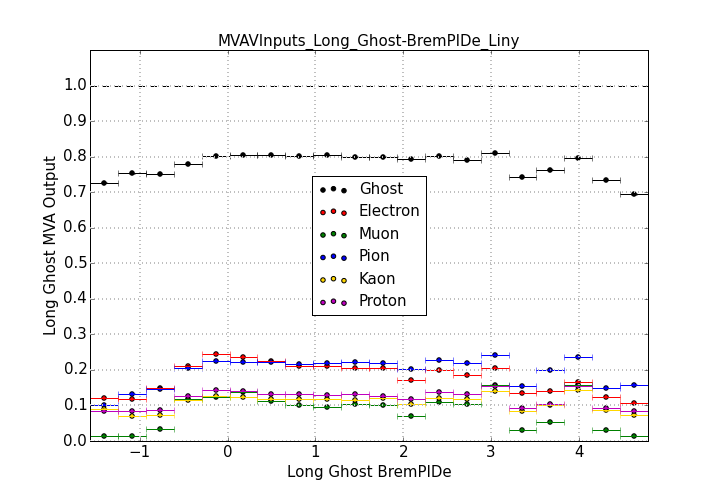 MVAVInputs_Long_Ghost-BremPIDe_Liny
1.0
0.9
0.8
0.7
0.6
0.5
0.4
0.3
0.2
0.1
0.0
Long Ghost MVA Output
Ghost
Electron
Muon
Pion
Kaon
Proton
−1 0 1 2 3 4
Long Ghost BremPIDe